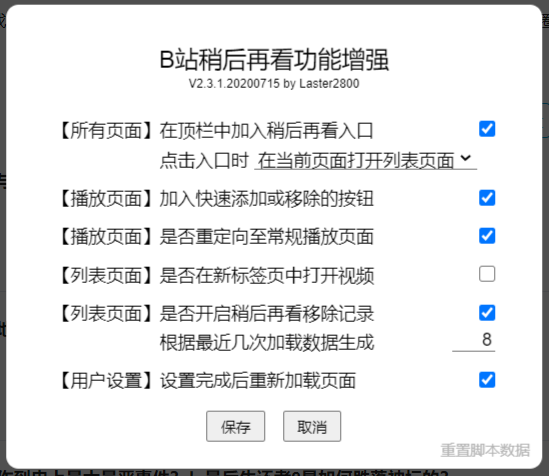 B站稍后再看功能增强
V2.3.1.20200715 by Laster2800
【所有页面】在顶栏中加入稍后再看入口
点击入口时 在当前页面打开列表页面
【播放页面】加入快速添加或移除的按钮
【播放页面】是否重定向至常规播放页面
【列表页面】是否在新标签页中打开视频
【列表页面】是否开启稍后再看移除记录
根据最近几次加载数据生成 8
【用户设置】设置完成后重新加载页面
保存 取消
重置脚本数据